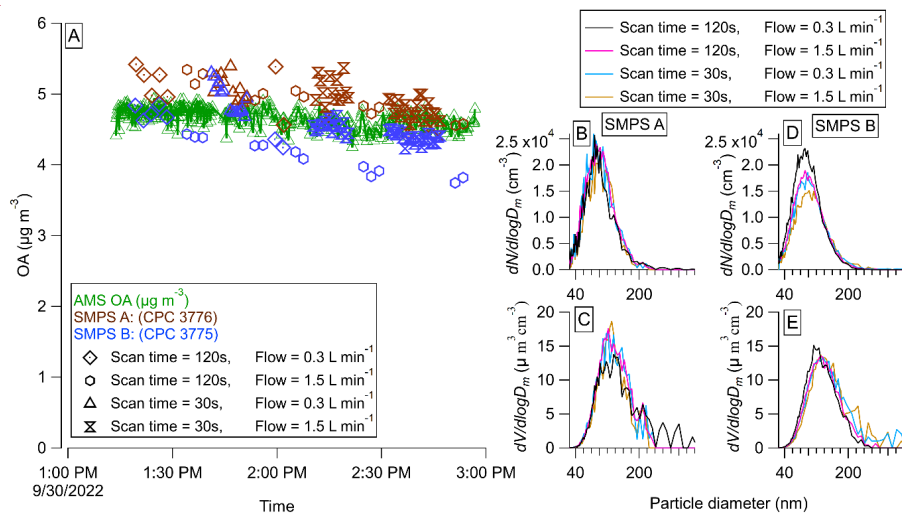 A
6
5
4
3
2
1
0
OA (µg m⁻³)
AMS OA (µg m⁻³)
SMPS A: (CPC 3776)
SMPS B: (CPC 3775)
Scan time = 120s, Flow = 0.3 L min⁻¹
Scan time = 120s, Flow = 1.5 L min⁻¹
Scan time = 30s, Flow = 0.3 L min⁻¹
Scan time = 30s, Flow = 1.5 L min⁻¹
1:00 PM 1:30 PM 2:00 PM 2:30 PM 3:00 PM
9/30/2022
Time
Scan time = 120s, Flow = 0.3 L min⁻¹
Scan time = 120s, Flow = 1.5 L min⁻¹
Scan time = 30s, Flow = 0.3 L min⁻¹
Scan time = 30s, Flow = 1.5 L min⁻¹
B SMPS A
2.5 x 10⁴
2.0
1.5
1.0
0.5
0.0
dN/dlogDₘ (cm⁻³)
40 200
D SMPS B
2.5 x 10⁴
2.0
1.5
1.0
0.5
0.0
dN/dlogDₘ (cm⁻³)
40 200
C
20
15
10
5
0
dV/dlogDₘ (µ m³ cm⁻³)
40 200
E
20
15
10
5
0
dV/dlogDₘ (µ m³ cm⁻³)
40 200
Particle diameter (nm)